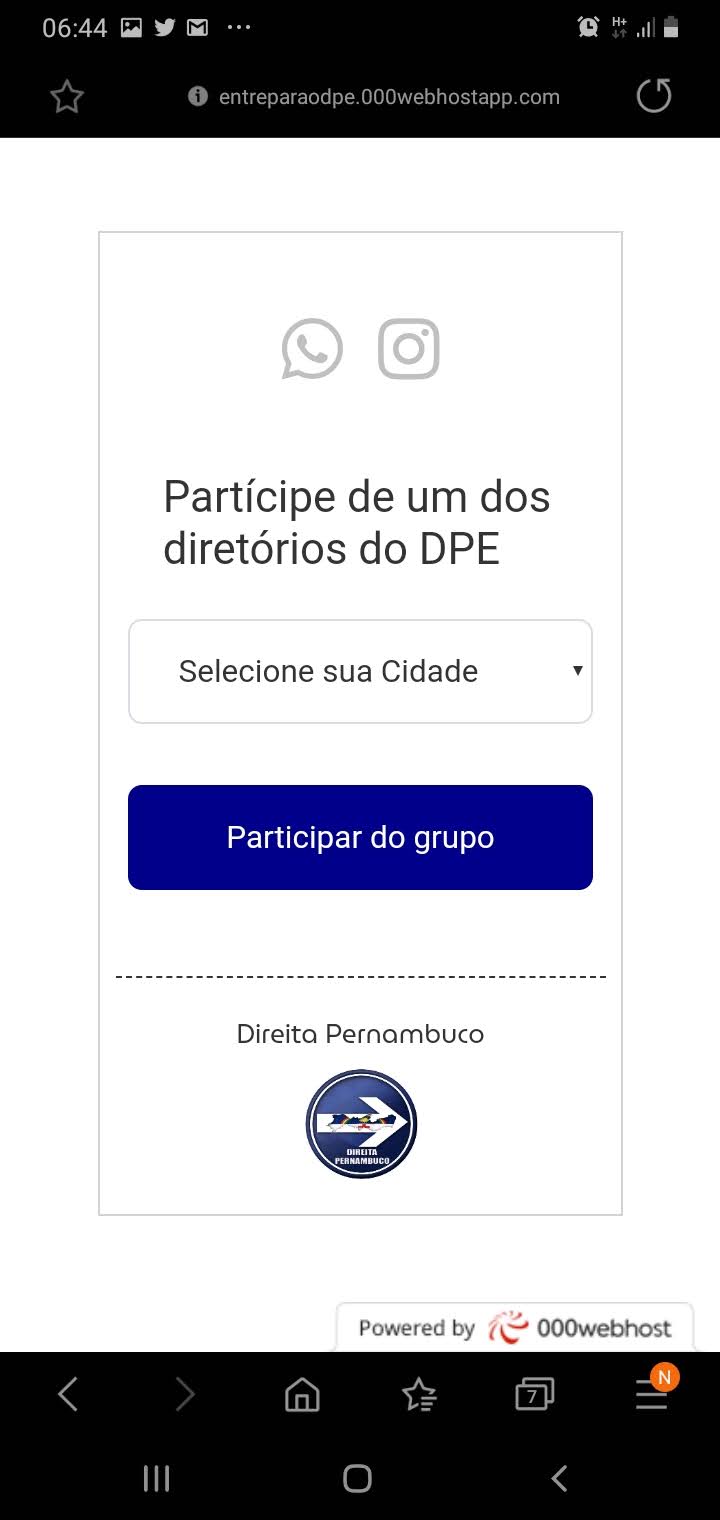 06:44
H+
entreparaodpe.000webhostapp.com
Partícipe de um dos
diretórios do DPE
Selecione sua Cidade
Participar do grupo
Direita Pernambuco
DIREITA
PERNAMBUCO
Powered by 000webhost
7
N